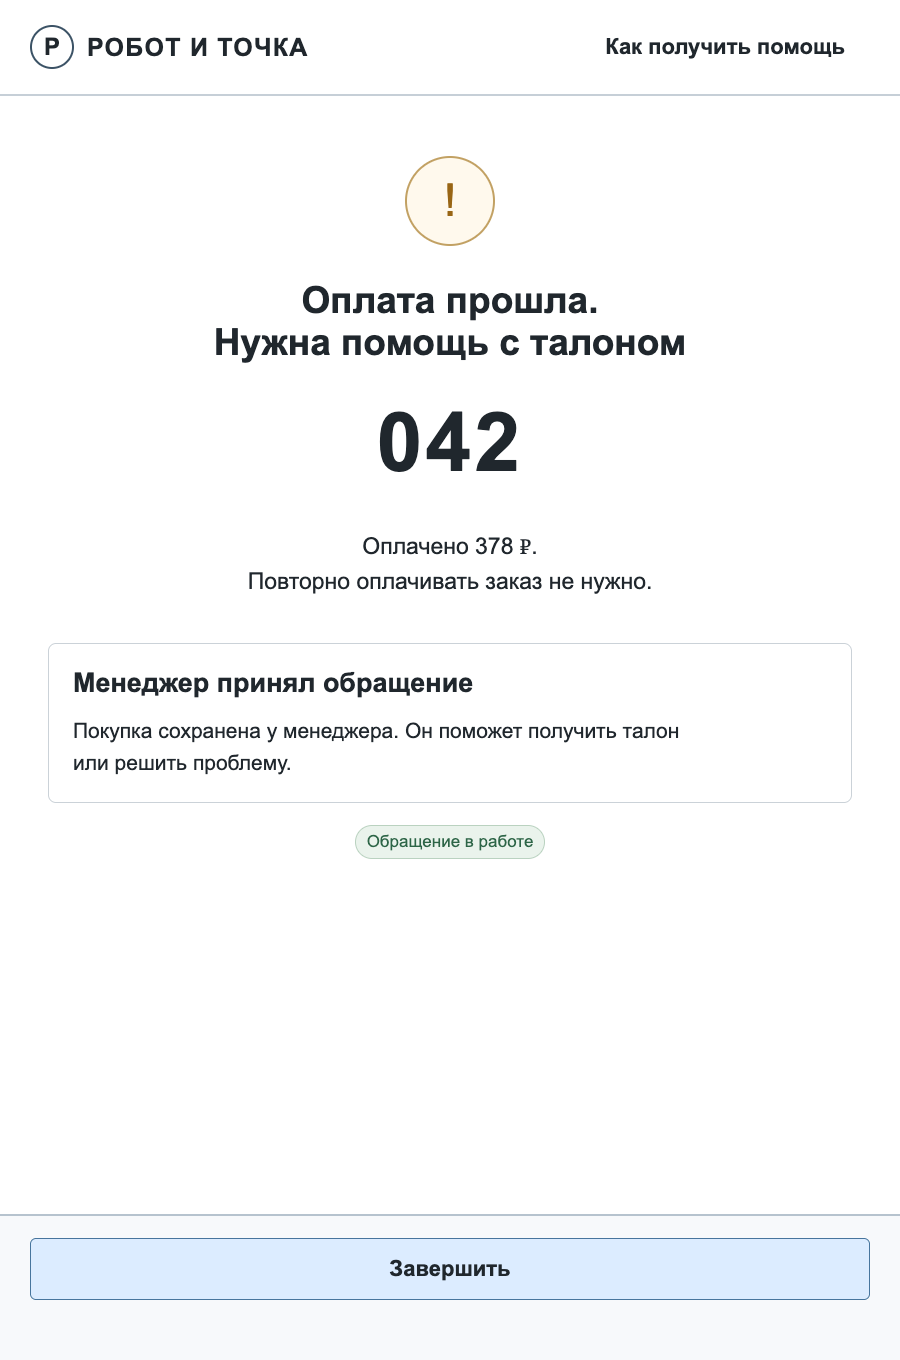 Р РОБОТ И ТОЧКА
Как получить помощь
!
Оплата прошла.
Нужна помощь с талоном
042
Оплачено 378 ₽.
Повторно оплачивать заказ не нужно.
Менеджер принял обращение
Покупка сохранена у менеджера. Он поможет получить талон
или решить проблему.
Обращение в работе
Завершить